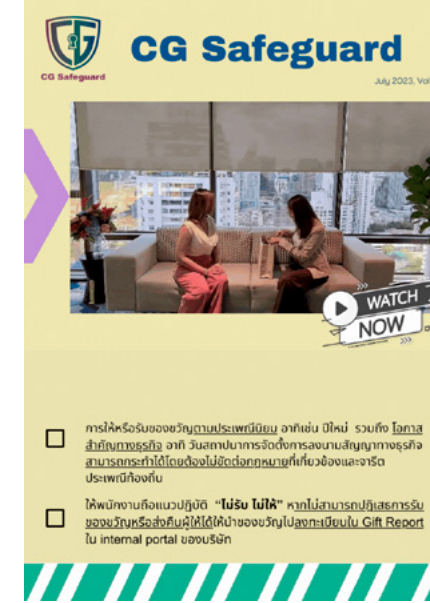 CG Safeguard
CG Safeguard
July 2023, Vol
WATCH
NOW
การให้หรือรับของขวัญตามประเพณีนิยม อาทิเช่น ปีใหม่ รวมถึง โอกาส
สำคัญทางธุรกิจ อาทิ วันสถาปนาการจัดตั้งการลงนามสัญญาทางธุรกิจ
สามารถกระทำได้โดยต้องไม่ขัดต่อกฎหมายที่เกี่ยวข้องและจารีต
ประเพณีท้องถิ่น
ให้พนักงานถือแนวปฏิบัติ “ไม่รับ ไม่ให้” หากไม่สามารถปฏิเสธการรับ
ของขวัญหรือส่งคืนผู้ให้ได้ให้นำของขวัญไปลงทะเบียนใน Gift Report
ใน internal portal ของบริษัท